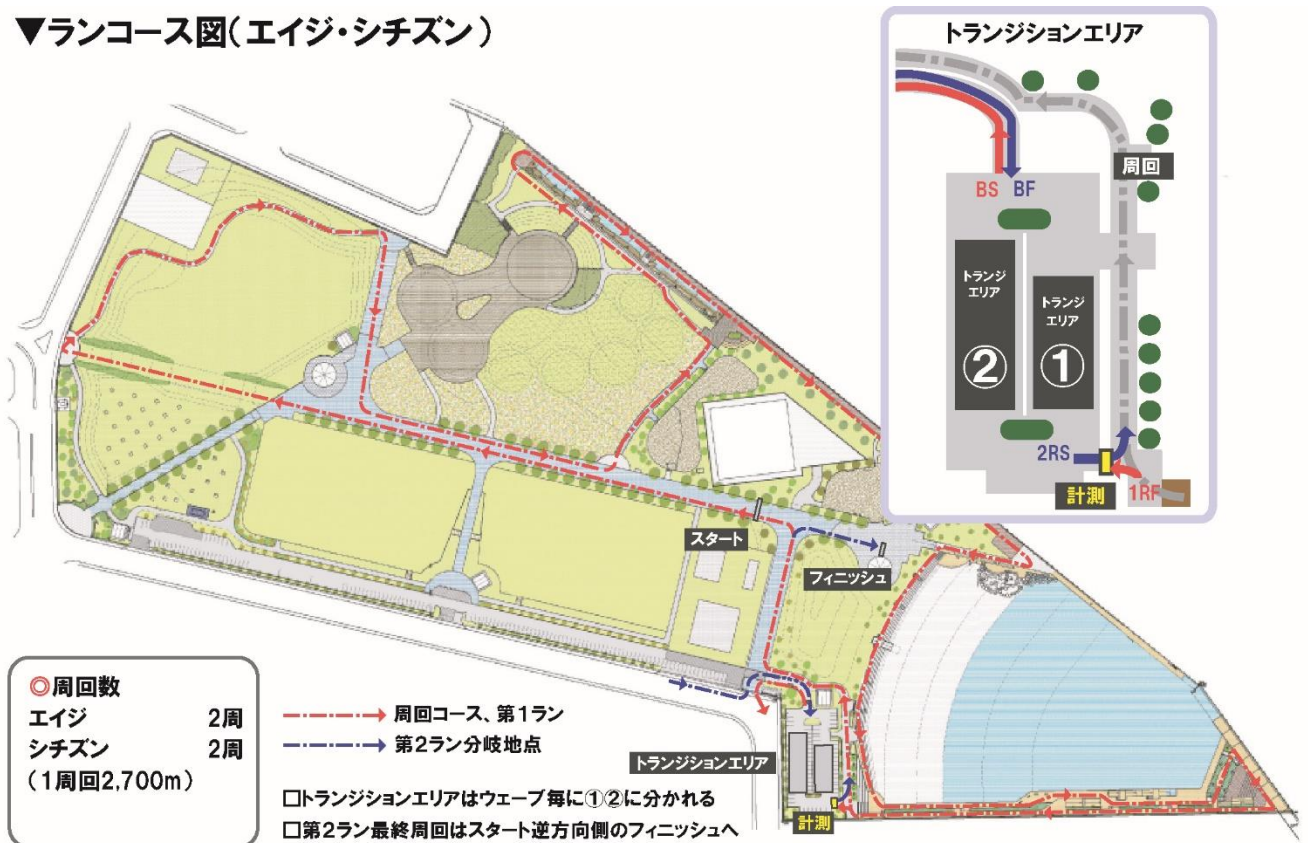 ▼ランコース図(エイジ・シチズン)
トランジションエリア
周回
BS BF
トランジ
エリア
②
トランジ
エリア
①
2RS
計測
1RF
スタート
フィニッシュ
◎周回数
エイジ 2周
シチズン 2周
(1周回2,700m)
周回コース、第1ラン
第2ラン分岐地点
トランジションエリア
計測
□トランジションエリアはウェーブ毎に①②に分かれる
□第2ラン最終周回はスタート逆方向側のフィニッシュへ